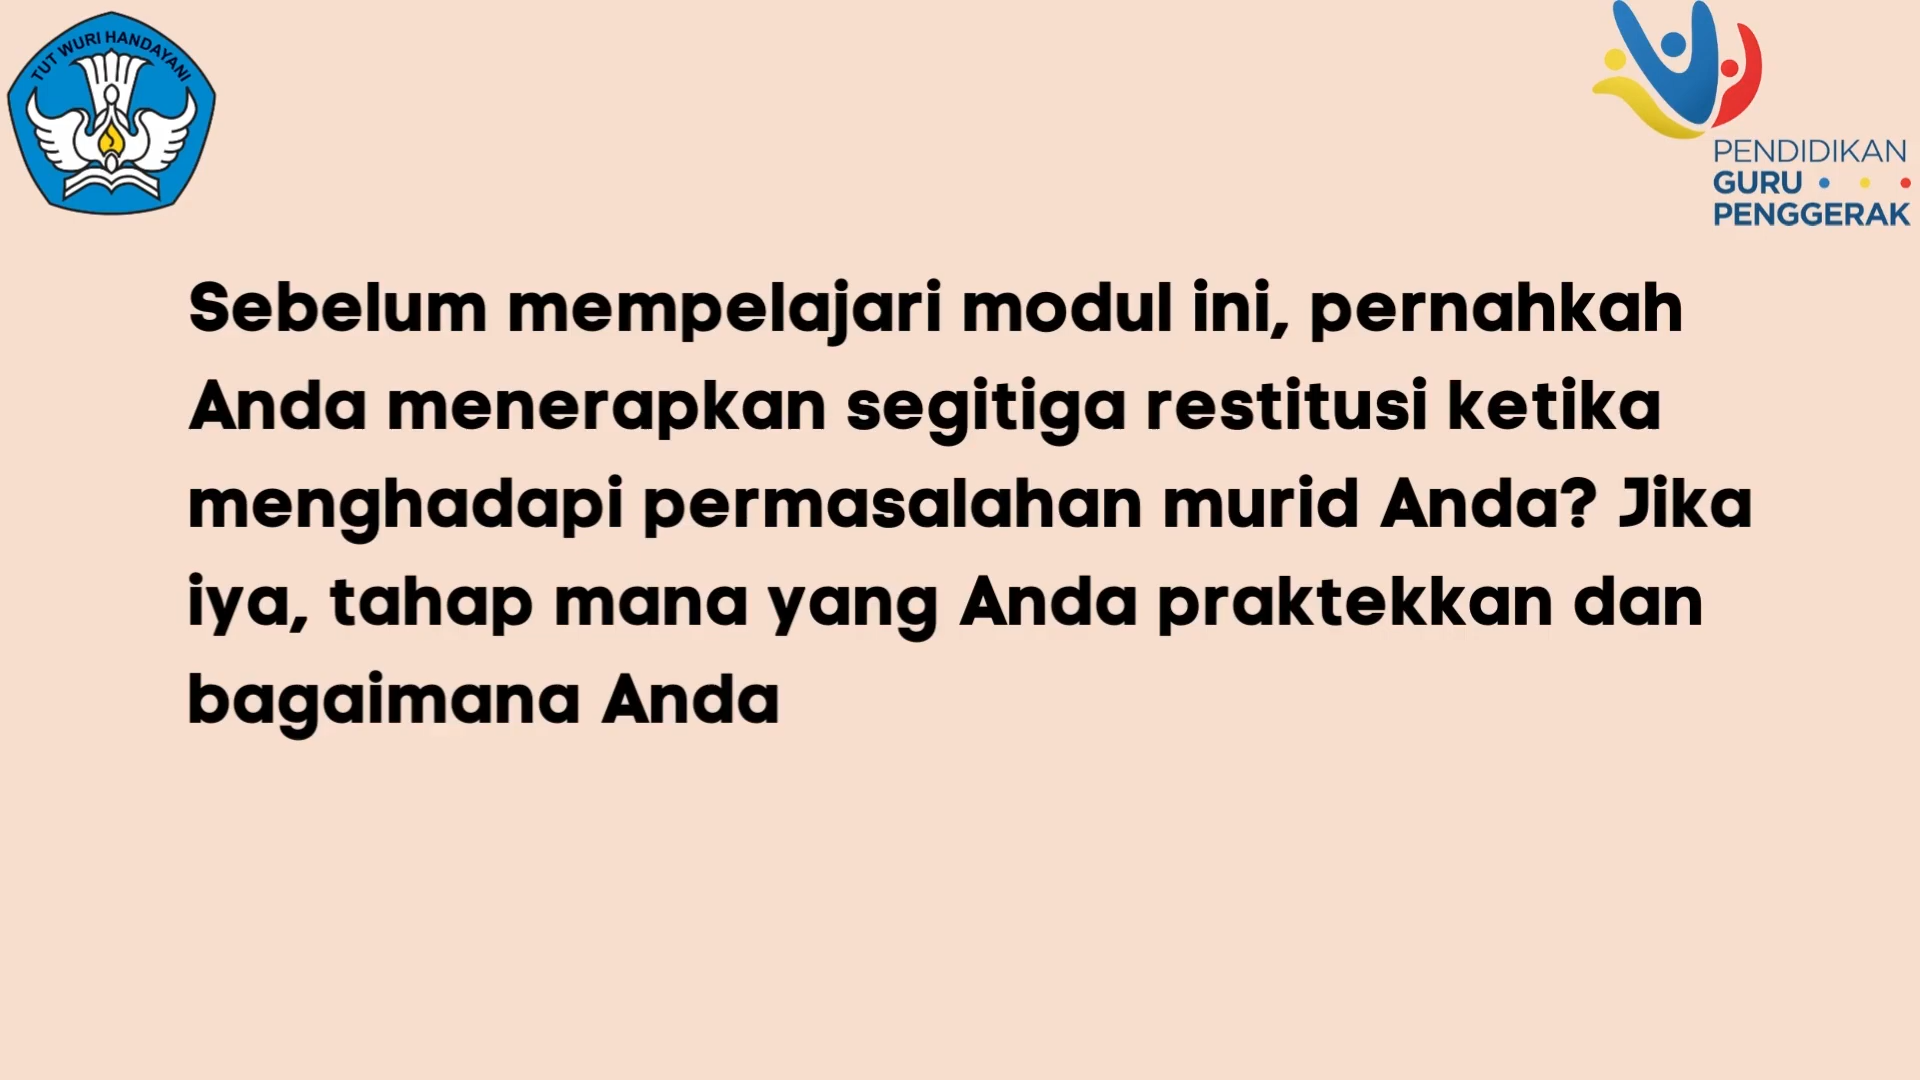 TUT WURI HANDAYANI
PENDIDIKAN
GURU
PENGGERAK
Sebelum mempelajari modul ini, pernahkah
Anda menerapkan segitiga restitusi ketika
menghadapi permasalahan murid Anda? Jika
iya, tahap mana yang Anda praktekkan dan
bagaimana Anda